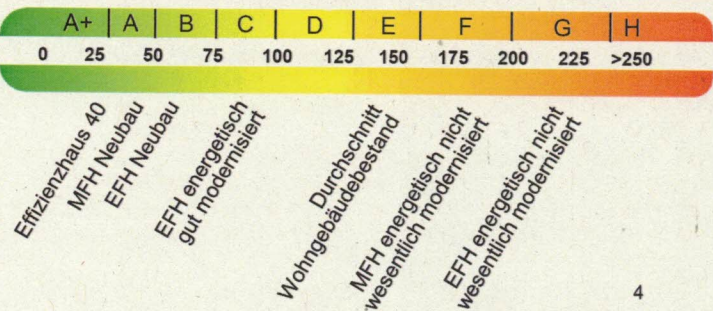 A+ A B C D E F G H
0 25 50 75 100 125 150 175 200 225 >250
Effizienzhaus 40
MFH Neubau
EFH Neubau
EFH energetisch
gut modernisiert
Durchschnitt
Wohngebäudebestand
MFH energetisch nicht
wesentlich modernisiert
EFH energetisch nicht
wesentlich modernisiert
4